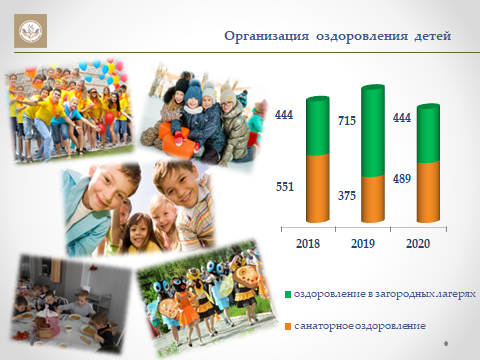 Организация оздоровления детей
444 715 444
551 375 489
2018 2019 2020
оздоровление в загородных лагерях
санаторное оздоровление